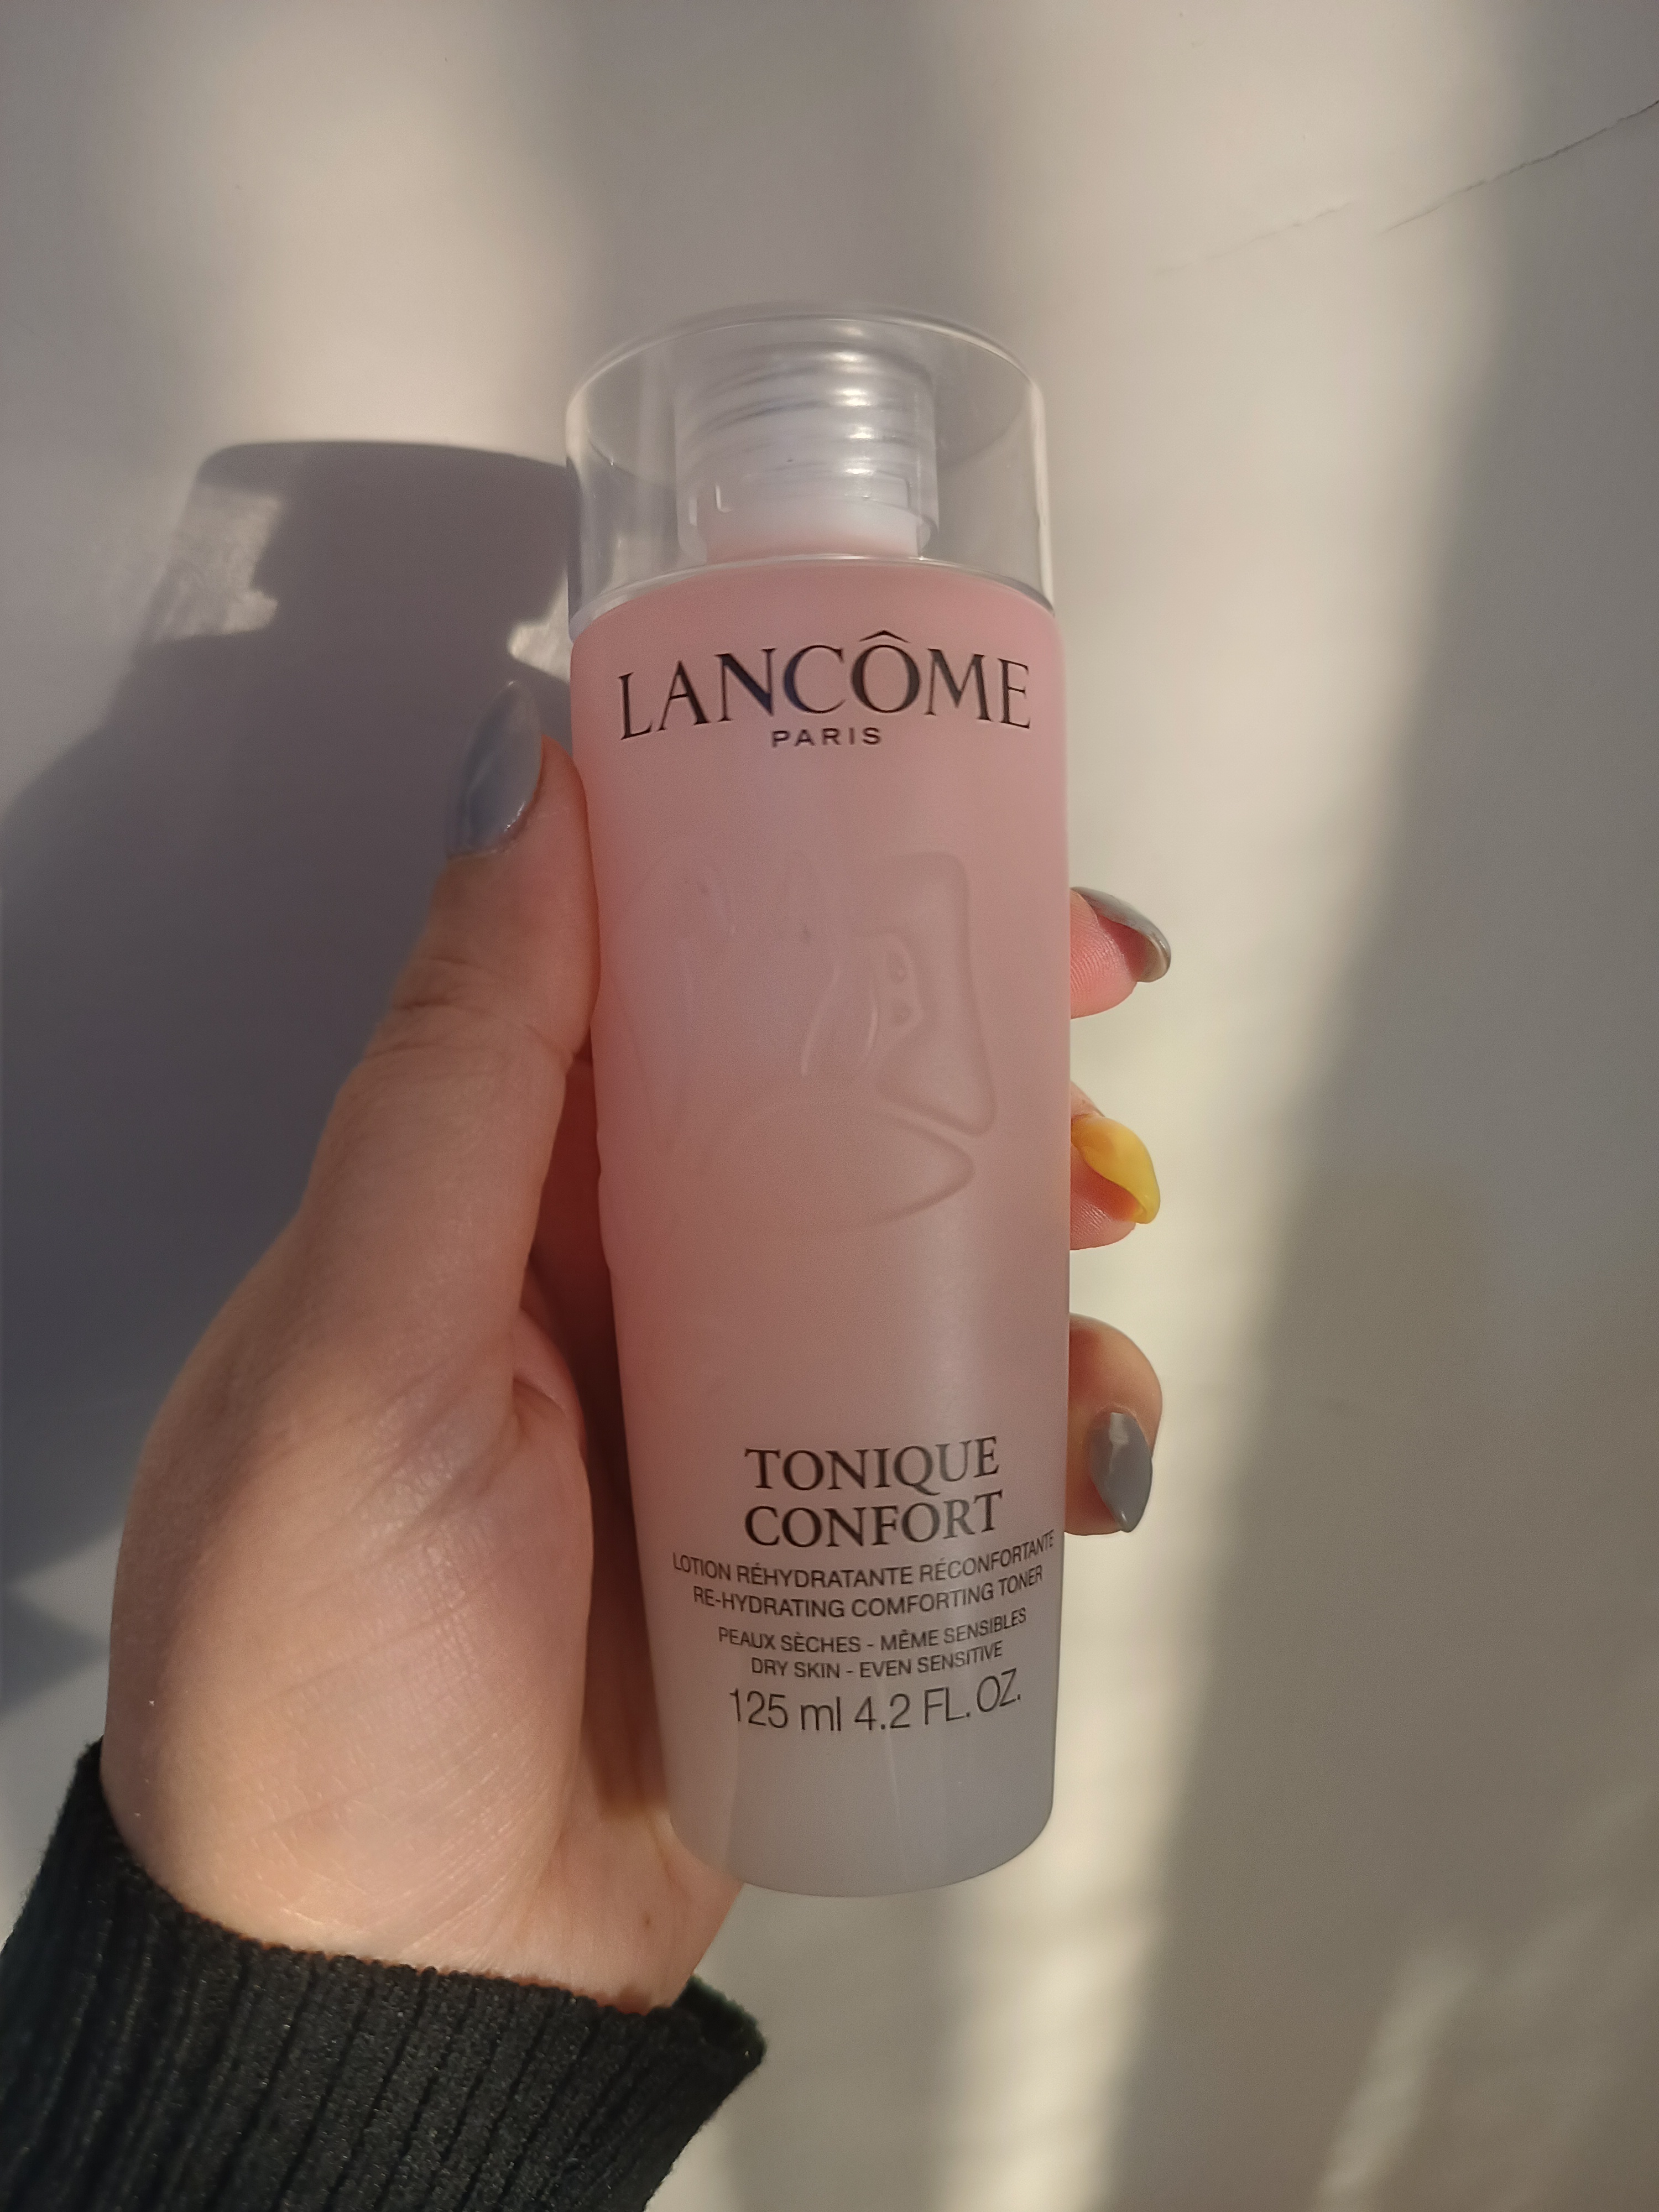 LANCÔME
PARIS
TONIQUE
CONFORT
LOTION RÉHYDRATANTE RÉCONFORTANTE
RE-HYDRATING COMFORTING TONER
PEAUX SÈCHES - MÊME SENSIBLES
DRY SKIN - EVEN SENSITIVE
125 ml 4.2 FL. OZ.